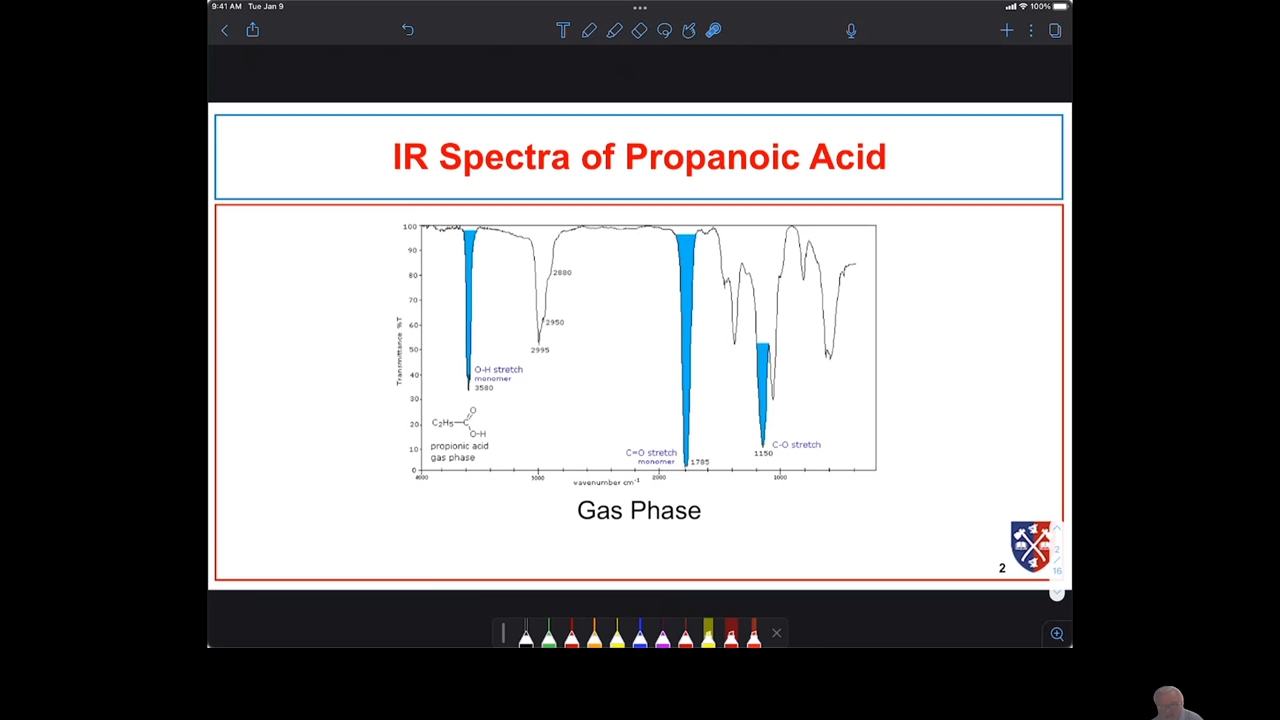 9:41 AM Tue Jan 9
100%
IR Spectra of Propanoic Acid
100
90
80
70
60
50
40
30
20
10
0
Transmittance %T
2880
2950
2995
O-H stretch
monomer
3580
C₂H₅—C
O
O-H
propionic acid
gas phase
C=O stretch
monomer
1785
C-O stretch
1150
4000
3000
2000
1000
wavenumber cm⁻¹
Gas Phase
2
2
/
16